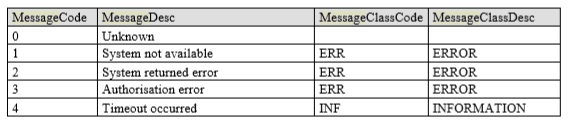 MessageCode MessageDesc MessageClassCode MessageClassDesc
0 Unknown
1 System not available ERR ERROR
2 System returned error ERR ERROR
3 Authorisation error ERR ERROR
4 Timeout occurred INF INFORMATION